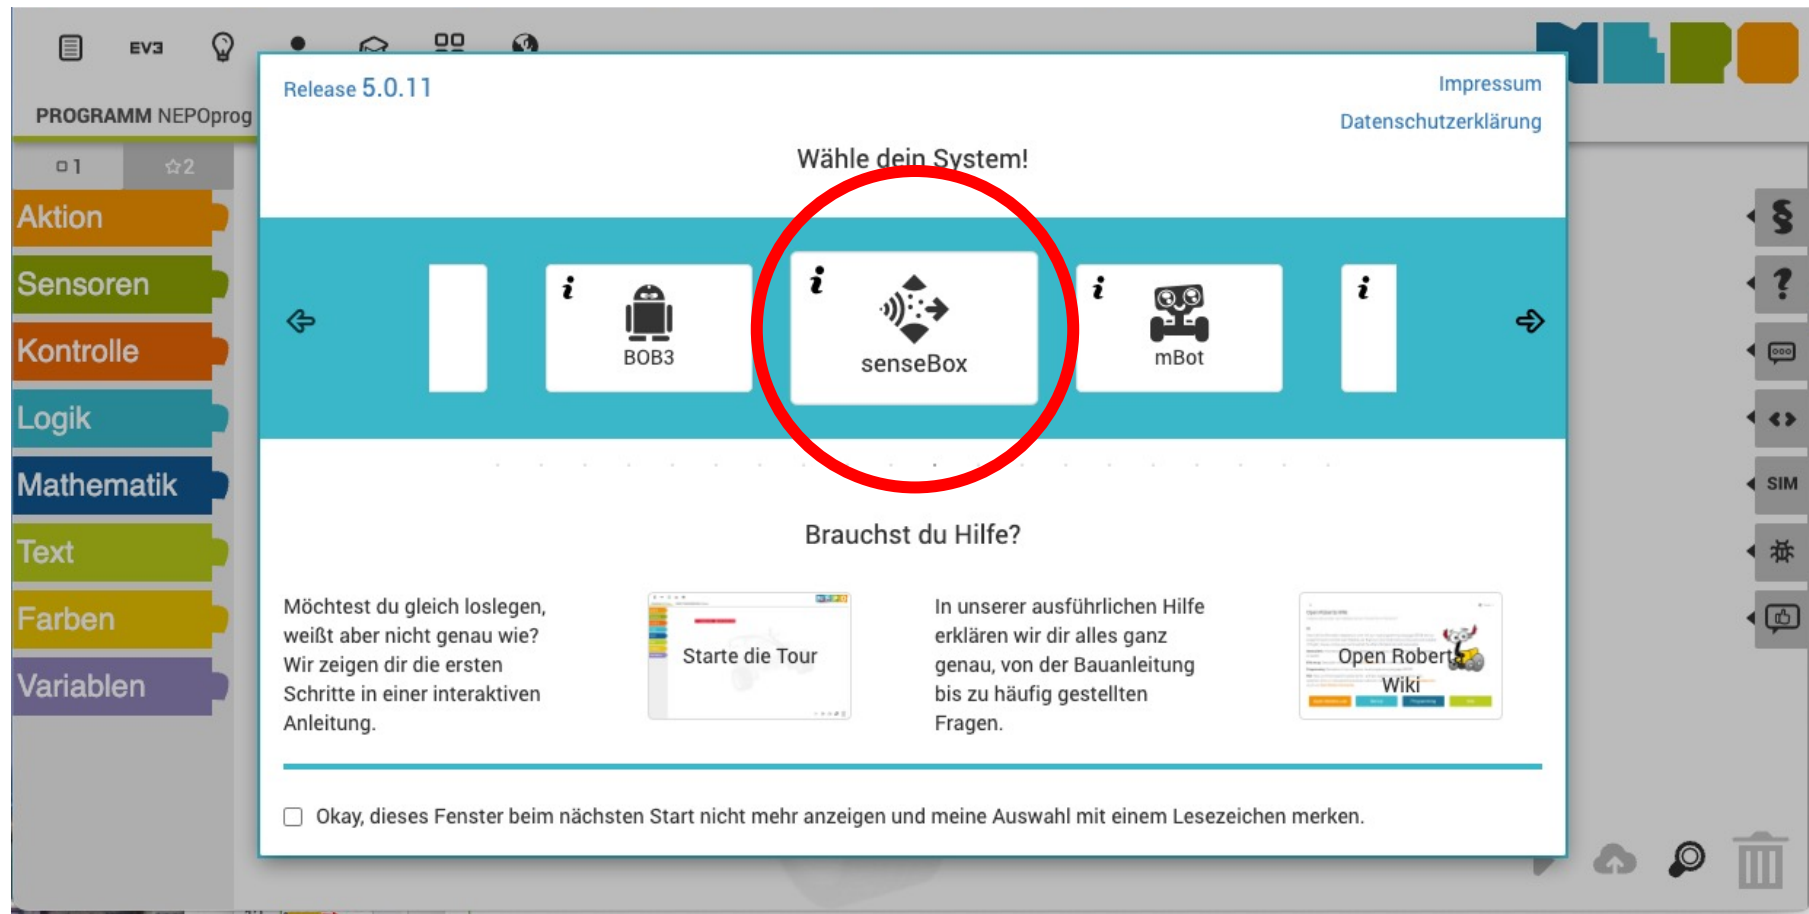 EV3
PROGRAMM NEPOprog
1
2
Aktion
Sensoren
Kontrolle
Logik
Mathematik
Text
Farben
Variablen
Release 5.0.11
Impressum
Datenschutzerklärung
Wähle dein System!
i
BOB3
i
senseBox
i
mBot
i
Brauchst du Hilfe?
Möchtest du gleich loslegen,
weißt aber nicht genau wie?
Wir zeigen dir die ersten
Schritte in einer interaktiven
Anleitung.
Starte die Tour
In unserer ausführlichen Hilfe
erklären wir dir alles ganz
genau, von der Bauanleitung
bis zu häufig gestellten
Fragen.
Open Roberta
Wiki
Okay, dieses Fenster beim nächsten Start nicht mehr anzeigen und meine Auswahl mit einem Lesezeichen merken.
§
?
SIM
NEPO